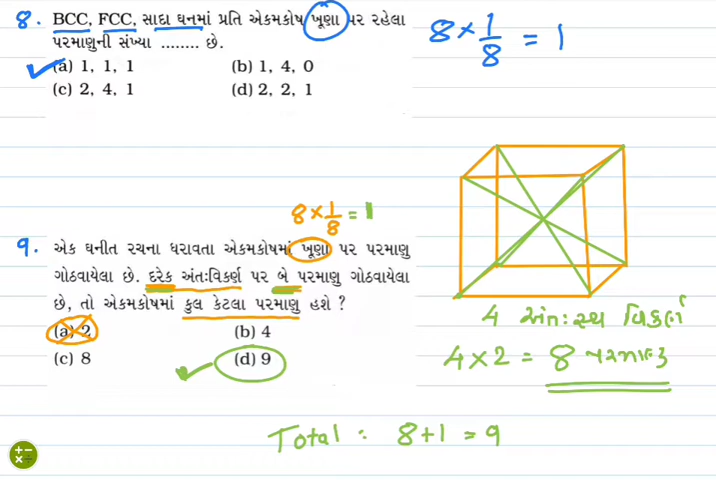 8. BCC, FCC, સાદા ઘનમાં પ્રતિ એકમકોષ ખૂણા પર રહેલા
પરમાણુની સંખ્યા ........ છે.
(a) 1, 1, 1 (b) 1, 4, 0
(c) 2, 4, 1 (d) 2, 2, 1
8 × 1/8 = 1
8 × 1/8 = 1
9. એક ઘનીત રચના ધરાવતા એકમકોષમાં ખૂણા પર પરમાણુ
ગોઠવાયેલા છે. દરેક અંતઃવિકર્ણ પર બે પરમાણુ ગોઠવાયેલા
છે, તો એકમકોષમાં કુલ કેટલા પરમાણુ હશે ?
(a) 2 (b) 4
(c) 8 (d) 9
4 અંતઃસ્થ વિકર્ણ
4 × 2 = 8 પરમાણુ
Total : 8 + 1 = 9